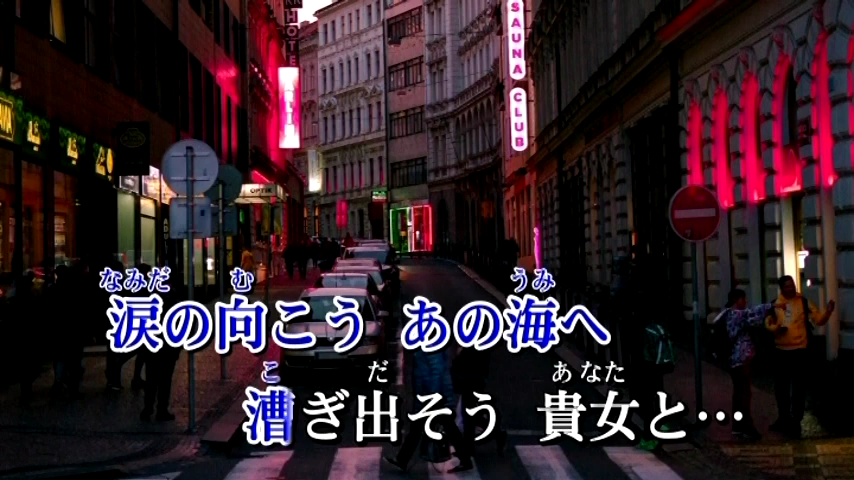 HOTEL
SAUNA CLUB
OPTIK
なみだ む うみ
涙の向こう あの海へ
こ だ あなた
漕ぎ出そう 貴女と…